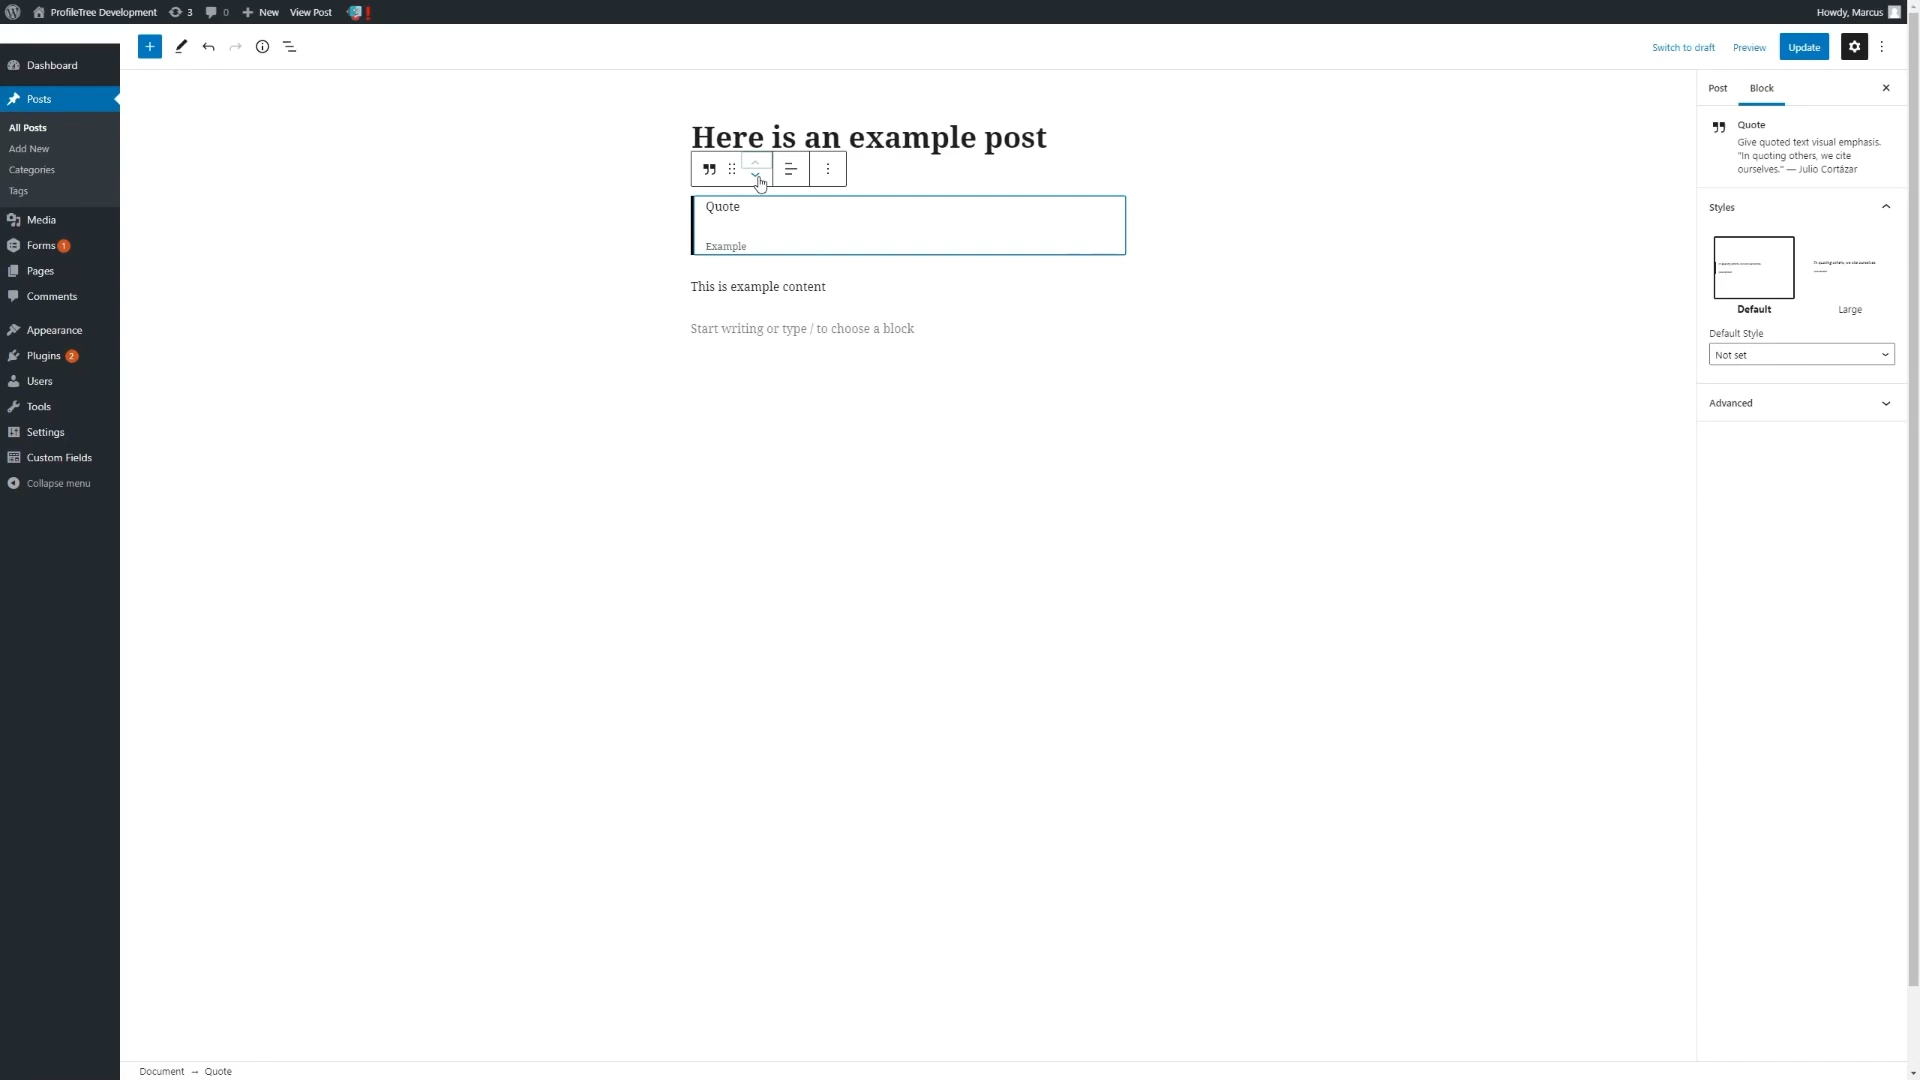 ProfileTree Development 3 0 New View Post
Howdy, Marcus
Switch to draft Preview Update
Dashboard
Posts
All Posts
Add New
Categories
Tags
Media
Forms 1
Pages
Comments
Appearance
Plugins 2
Users
Tools
Settings
Custom Fields
Collapse menu
Here is an example post
Quote
Example
This is example content
Start writing or type / to choose a block
Post Block
Quote
Give quoted text visual emphasis.
"In quoting others, we cite
ourselves." — Julio Cortázar
Styles
Default Large
Default Style
Not set
Advanced
Document → Quote